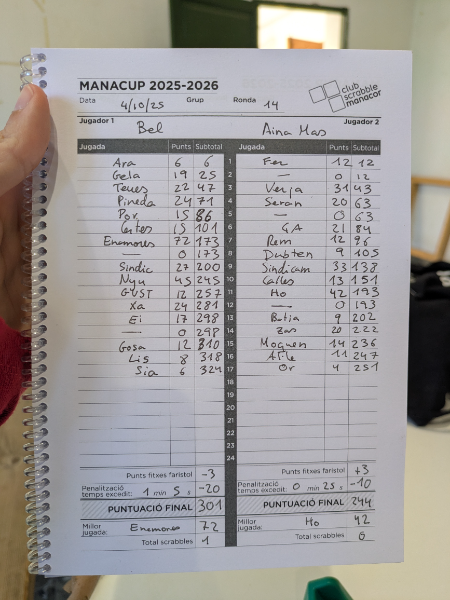 MANACUP 2025-2026
club scrabble manacor
Data 4/10/25 Grup Ronda 14
Jugador 1 Bel Aina Mas Jugador 2
Jugada Punts Subtotal Jugada Punts Subtotal
Ara 6 6 1 Fer 12 12
Gela 19 25 2 — 0 12
Teues 22 47 3 Verja 31 43
Pineda 24 71 4 Seran 20 63
Por 15 86 5 — 0 63
15 101 6 GA 21 84
Enamores 72 173 7 Rem 12 96
— 0 173 8 Dubten 9 105
Sindic 27 200 9 Sindicam 33 138
Nyu 45 245 10 Calles 13 151
GUST 12 257 11 Ho 42 193
Xa 24 281 12 — 0 193
Ei 17 298 13 Butia 9 202
— 0 298 14 Zas 20 222
Gosa 12 310 15 Moquen 14 236
Lis 8 318 16 11 247
Sia 6 324 17 Or 4 251
18
19
20
21
22
23
24
Punts fitxes faristol -3 Punts fitxes faristol +3
Penalització temps excedit: 1 min 5 s -20 Penalització temps excedit: 0 min 25 s -10
PUNTUACIÓ FINAL 301 PUNTUACIÓ FINAL 244
Millor jugada: Enamores 72 Millor jugada: Ho 42
Total scrabbles 1 Total scrabbles 0